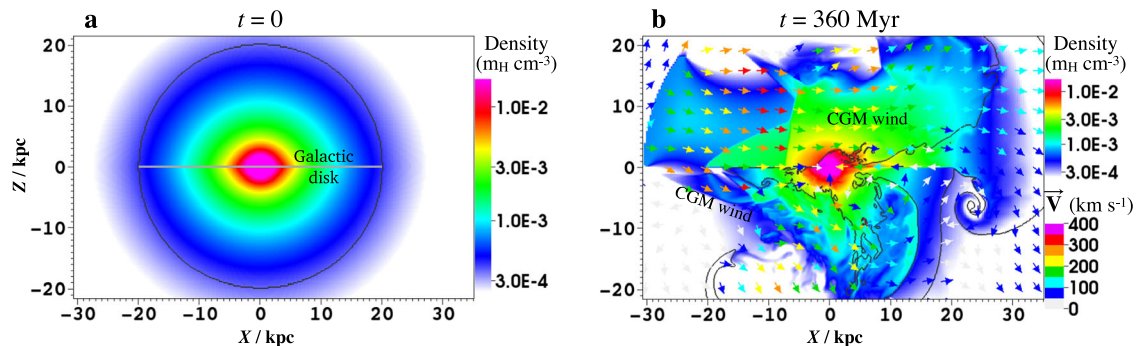 a
t = 0
Density
(mH cm-3)
1.0E-2
3.0E-3
1.0E-3
3.0E-4
Z / kpc
20
10
0
−10
−20
Galactic
disk
−30 −20 −10 0 10 20 30
X / kpc
b
t = 360 Myr
Density
(mH cm-3)
1.0E-2
3.0E-3
1.0E-3
3.0E-4
V (km s-1)
400
300
200
100
0
20
10
0
−10
−20
CGM wind
CGM wind
−30 −20 −10 0 10 20 30
X / kpc